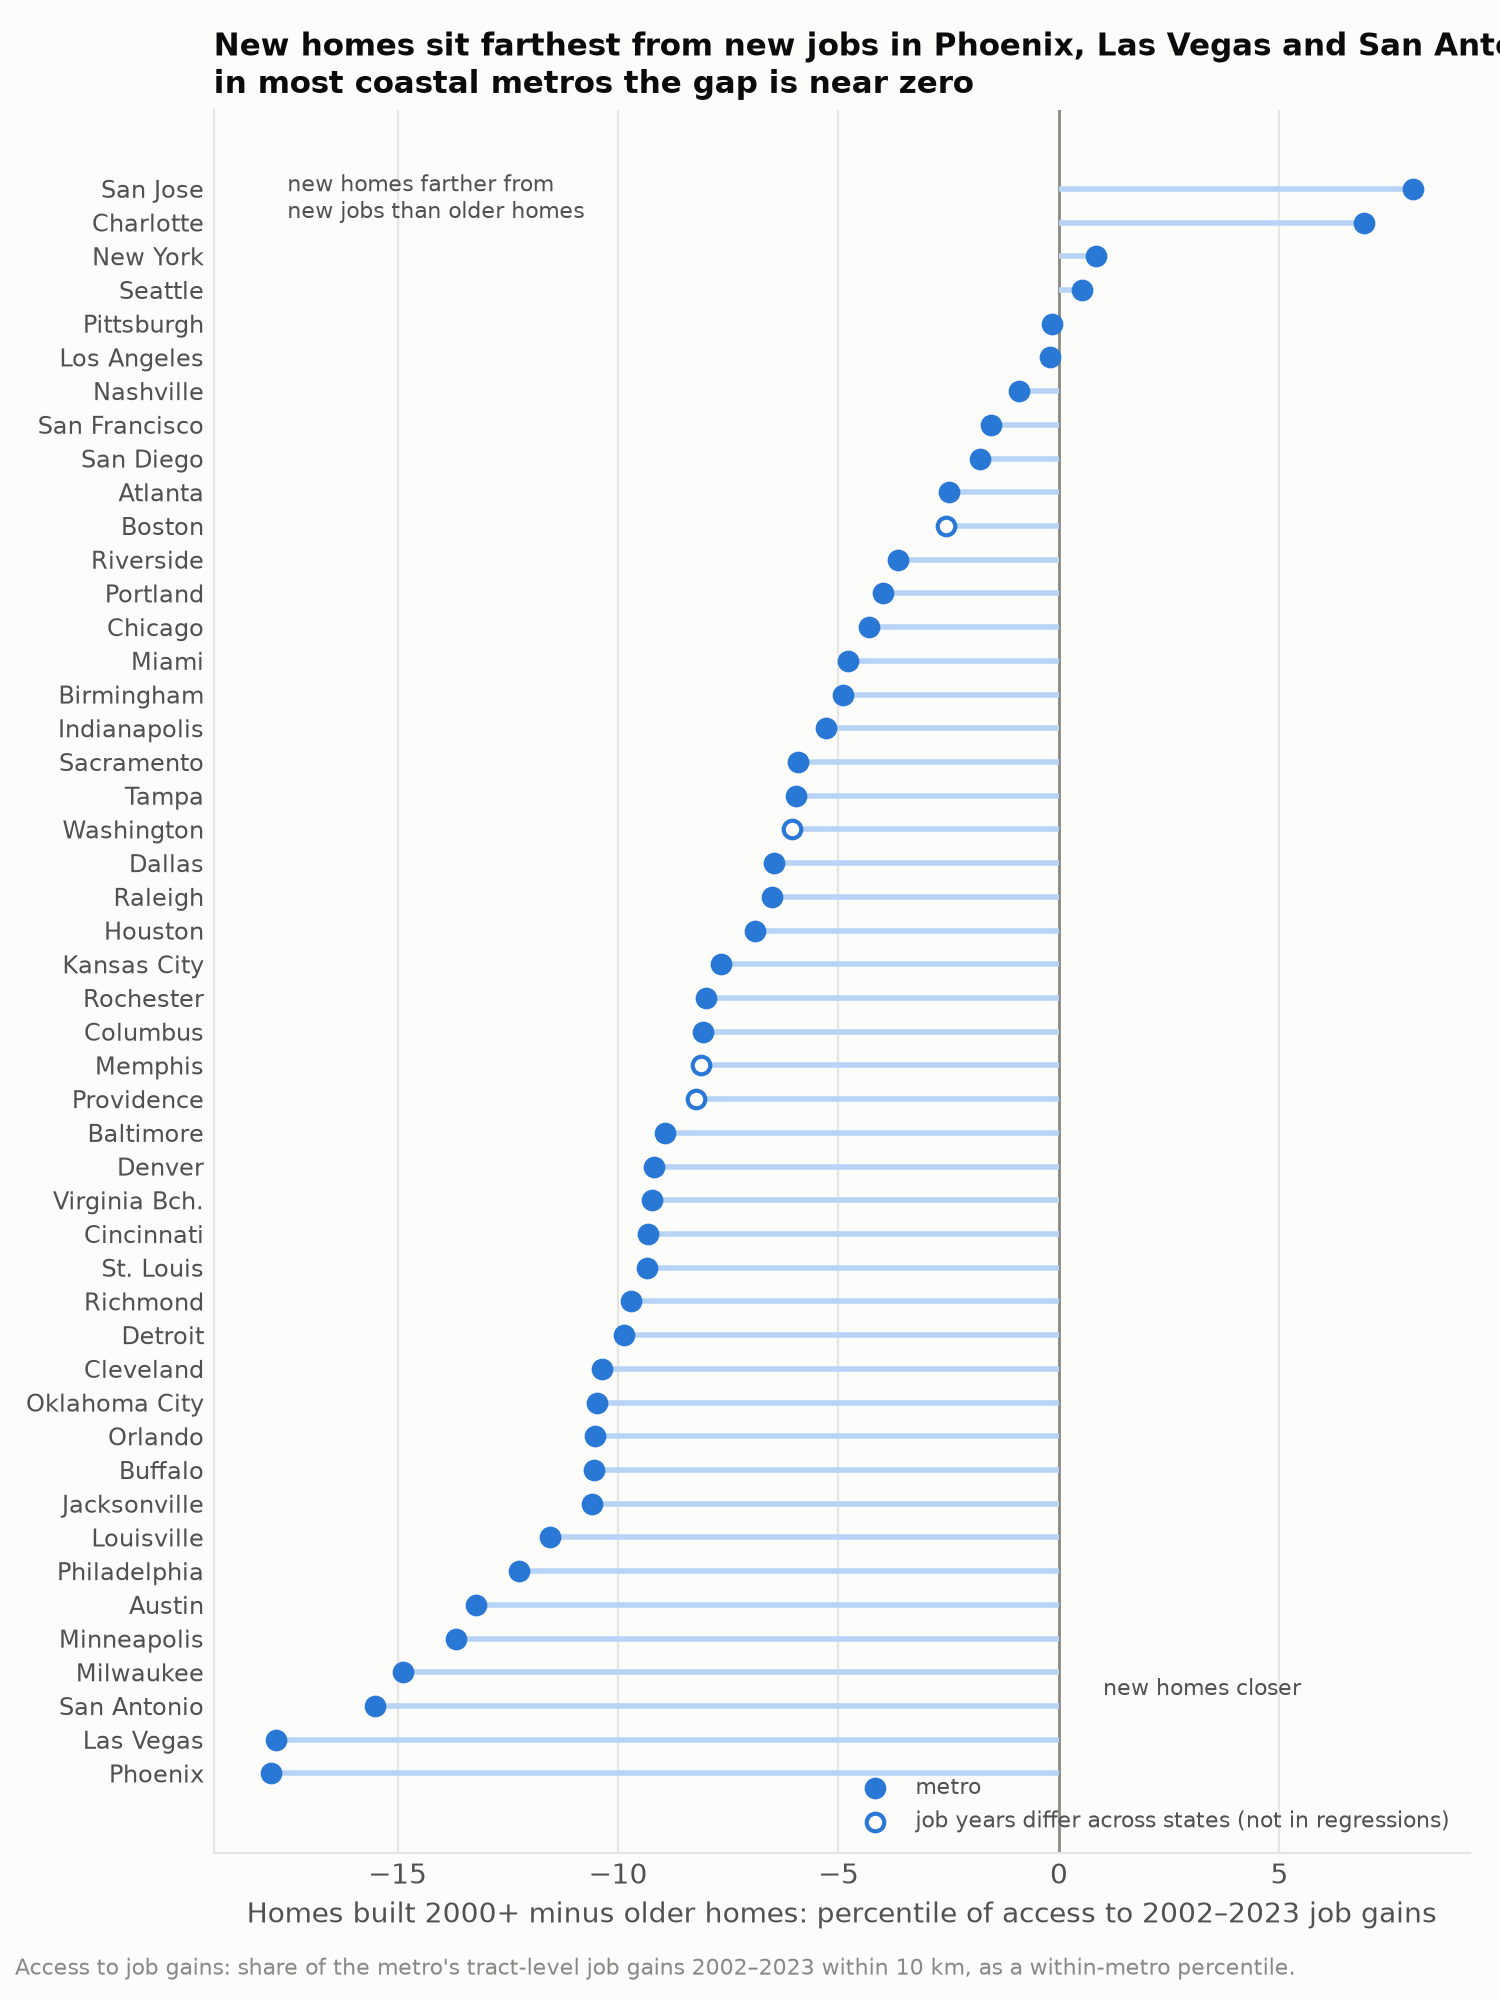 New homes sit farthest from new jobs in Phoenix, Las Vegas and San Anto
in most coastal metros the gap is near zero
new homes farther from
new jobs than older homes
San Jose
Charlotte
New York
Seattle
Pittsburgh
Los Angeles
Nashville
San Francisco
San Diego
Atlanta
Boston
Riverside
Portland
Chicago
Miami
Birmingham
Indianapolis
Sacramento
Tampa
Washington
Dallas
Raleigh
Houston
Kansas City
Rochester
Columbus
Memphis
Providence
Baltimore
Denver
Virginia Bch.
Cincinnati
St. Louis
Richmond
Detroit
Cleveland
Oklahoma City
Orlando
Buffalo
Jacksonville
Louisville
Philadelphia
Austin
Minneapolis
Milwaukee
San Antonio
Las Vegas
Phoenix
new homes closer
metro
job years differ across states (not in regressions)
−15 −10 −5 0 5
Homes built 2000+ minus older homes: percentile of access to 2002–2023 job gains
Access to job gains: share of the metro's tract-level job gains 2002–2023 within 10 km, as a within-metro percentile.